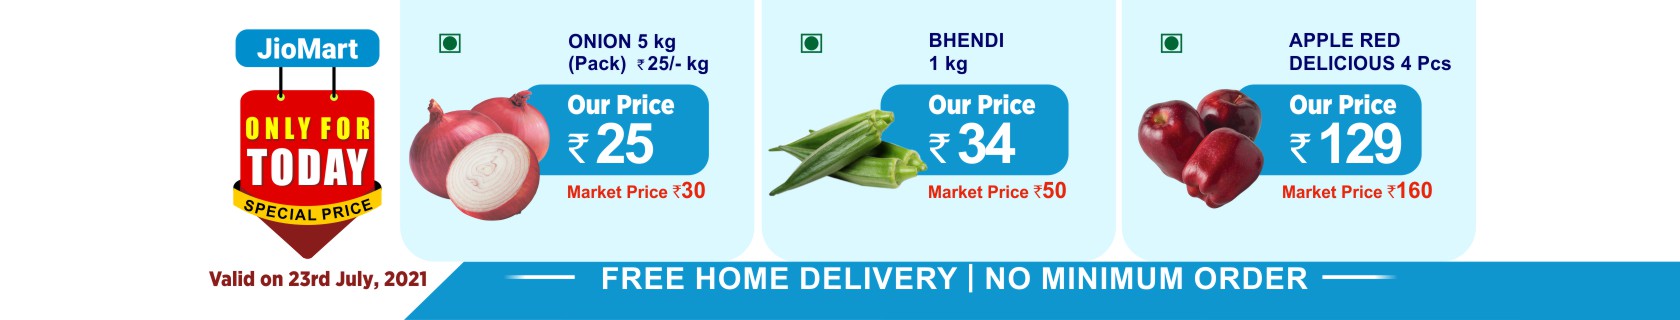 JioMart
ONLY FOR
TODAY
SPECIAL PRICE
Valid on 23rd July, 2021
ONION 5 kg
(Pack) ₹25/- kg
Our Price
₹25
Market Price ₹30
BHENDI
1 kg
Our Price
₹34
Market Price ₹50
APPLE RED
DELICIOUS 4 Pcs
Our Price
₹129
Market Price ₹160
FREE HOME DELIVERY | NO MINIMUM ORDER